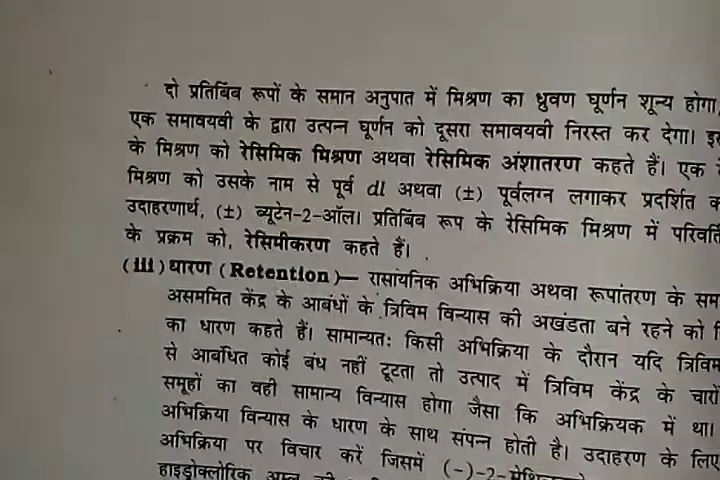 दो प्रतिबिंब रूपों के समान अनुपात में मिश्रण का ध्रुवण घूर्णन शून्य होगा,
एक समावयवी के द्वारा उत्पन्न घूर्णन को दूसरा समावयवी निरस्त कर देगा।
के मिश्रण को रेसिमिक मिश्रण अथवा रेसिमिक अंशातरण कहते हैं। एक
मिश्रण को उसके नाम से पूर्व dl अथवा (±) पूर्वलग्न लगाकर प्रदर्शित
उदाहरणार्थ, (±) ब्यूटेन-2-ऑल। प्रतिबिंब रूप के रेसिमिक मिश्रण में
के प्रक्रम को, रेसिमीकरण कहते हैं।
(iii) धारण (Retention)— रासायनिक अभिक्रिया अथवा रूपांतरण के
असममित केंद्र के आबंधों के त्रिविम विन्यास की अखंडता बने रहने को
का धारण कहते हैं। सामान्यतः किसी अभिक्रिया के दौरान यदि त्रिविम
से आबंधित कोई बंध नहीं टूटता तो उत्पाद में त्रिविम केंद्र के चारों
समूहों का वही सामान्य विन्यास होगा जैसा कि अभिक्रियक में था।
अभिक्रिया विन्यास के धारण के साथ संपन्न होती है। उदाहरण के लिए
अभिक्रिया पर विचार करें जिसमें (-)-2-
हाइड्रोक्लोरिक